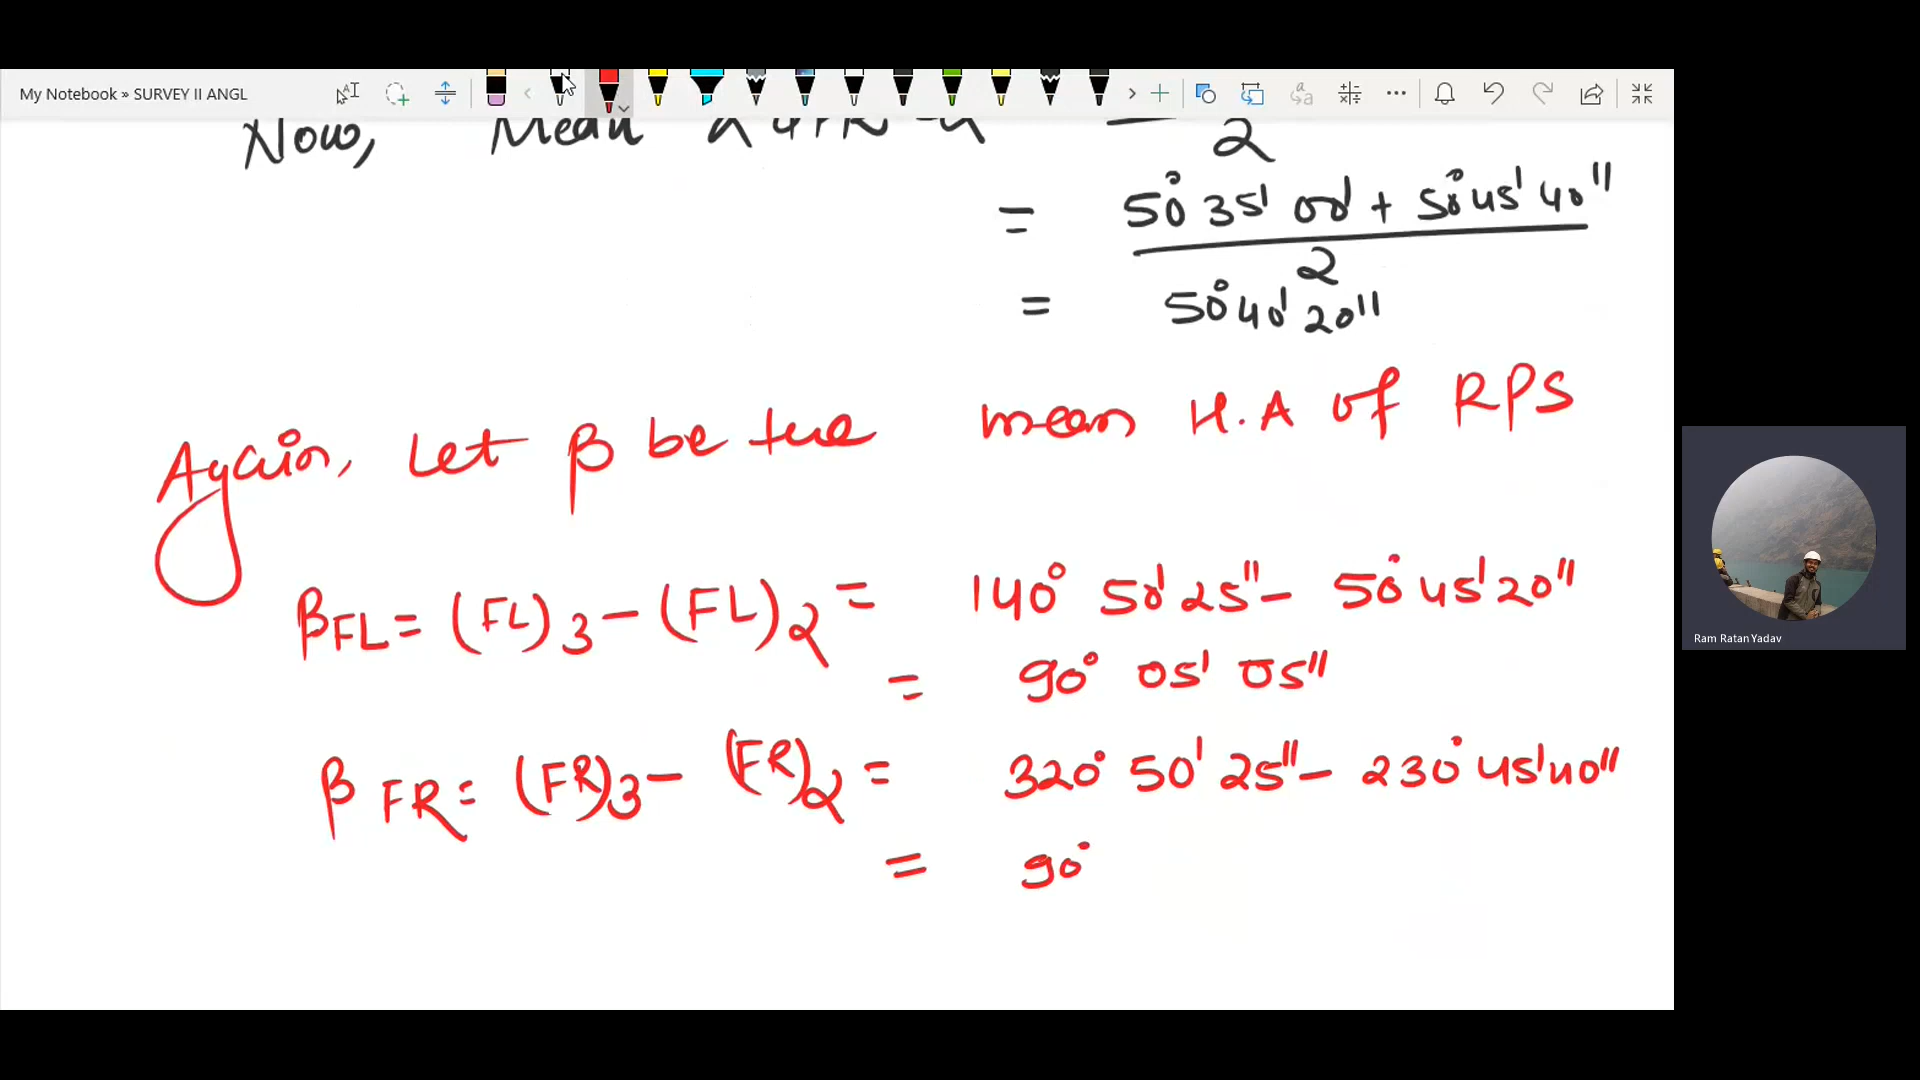 My Notebook » SURVEY II ANGL
Now, Mean
2
= 50° 35' 00" + 50° 45' 40"
2
= 50° 40' 20"
Again, Let β be the mean H.A of RPS
βFL = (FL)3 - (FL)2 = 140° 50' 25" - 50° 45' 20"
= 90° 05' 05"
β FR = (FR)3 - (FR)2 = 320° 50' 25" - 230° 45' 40"
= 90°
Ram Ratan Yadav